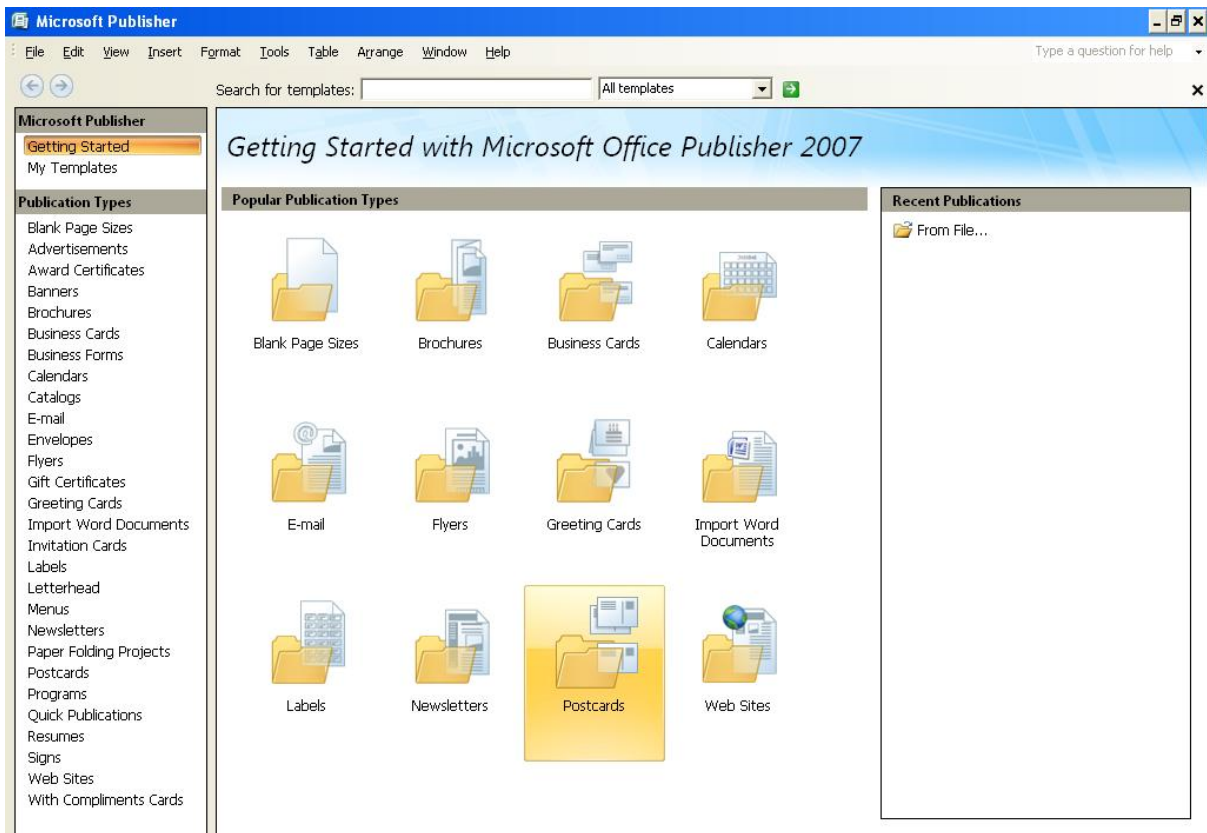 Microsoft Publisher
File Edit View Insert Format Tools Table Arrange Window Help
Type a question for help
Search for templates:
All templates
Microsoft Publisher
Getting Started
My Templates
Publication Types
Blank Page Sizes
Advertisements
Award Certificates
Banners
Brochures
Business Cards
Business Forms
Calendars
Catalogs
E-mail
Envelopes
Flyers
Gift Certificates
Greeting Cards
Import Word Documents
Invitation Cards
Labels
Letterhead
Menus
Newsletters
Paper Folding Projects
Postcards
Programs
Quick Publications
Resumes
Signs
Web Sites
With Compliments Cards
Getting Started with Microsoft Office Publisher 2007
Popular Publication Types
Blank Page Sizes
Brochures
Business Cards
Calendars
E-mail
Flyers
Greeting Cards
Import Word
Documents
Labels
Newsletters
Postcards
Web Sites
Recent Publications
From File...